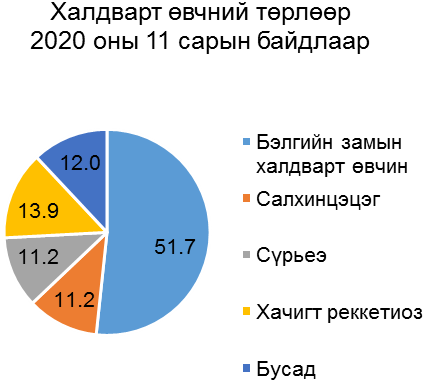 Халдварт өвчний төрлөөр
2020 оны 11 сарын байдлаар
12.0
13.9
11.2
11.2
51.7
Бэлгийн замын
халдварт өвчин
Салхинцэцэг
Сүрьеэ
Хачигт реккетиоз
Бусад